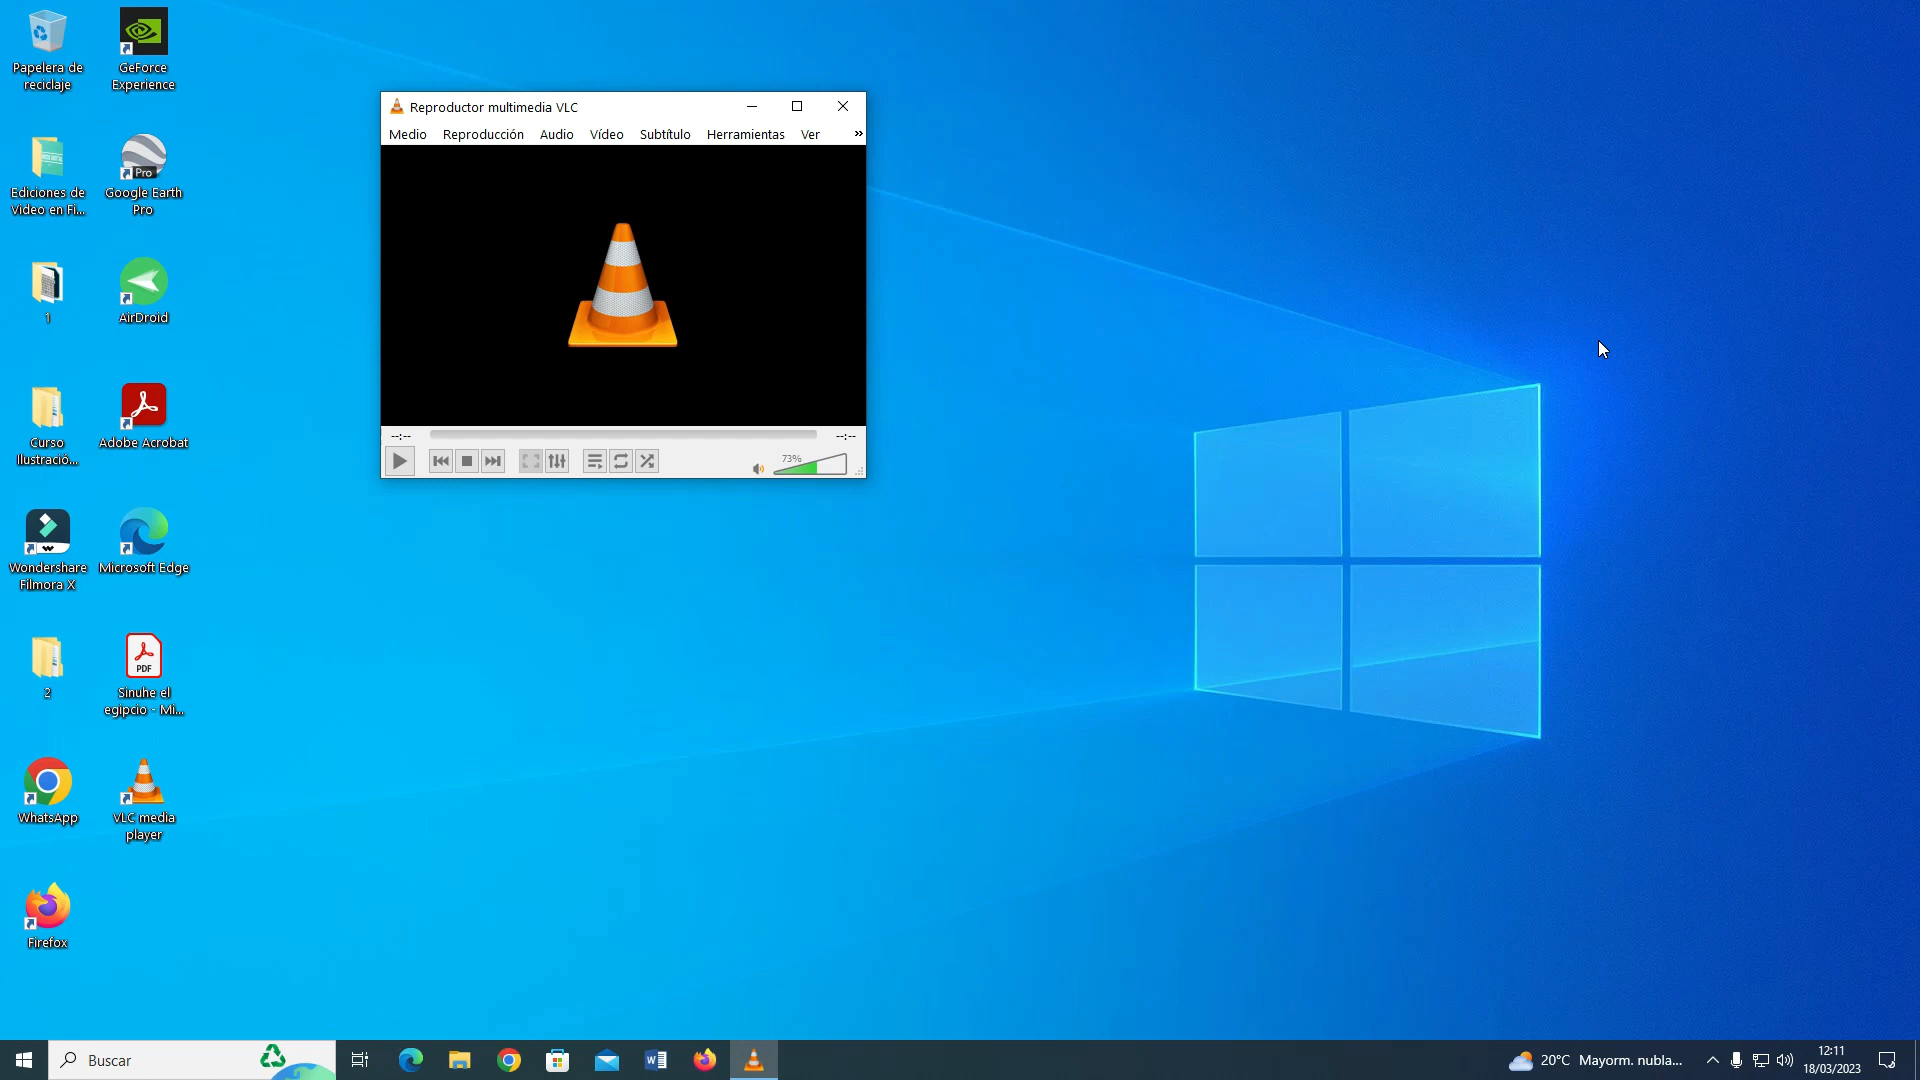 Papelera de
reciclaje
GeForce
Experience
Ediciones de
Video en Fi...
Pro
Google Earth
Pro
1
AirDroid
Curso
Ilustració...
Adobe Acrobat
Wondershare
Filmora X
Microsoft Edge
2
PDF
Sinuhe el
egipcio - Mi...
WhatsApp
VLC media
player
Firefox
Reproductor multimedia VLC
Medio Reproducción Audio Vídeo Subtítulo Herramientas Ver »
--:-- --:--
73%
Buscar
20°C Mayorm. nubla...
12:11
18/03/2023